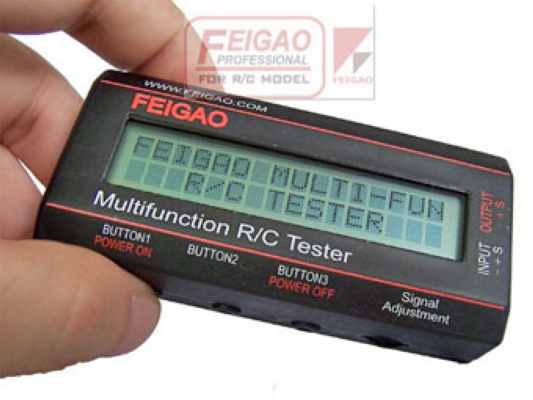 FEIGAO
PROFESSIONAL
FOR R/C MODEL
FEIGAO
WWW.FEIGAO.COM
FEIGAO
FEIGAO MULTI-FUN
R/C TESTER
Multifunction R/C Tester
INPUT OUTPUT
- + S - + S
BUTTON1
POWER ON
BUTTON2
BUTTON3
POWER OFF
Signal
Adjustment